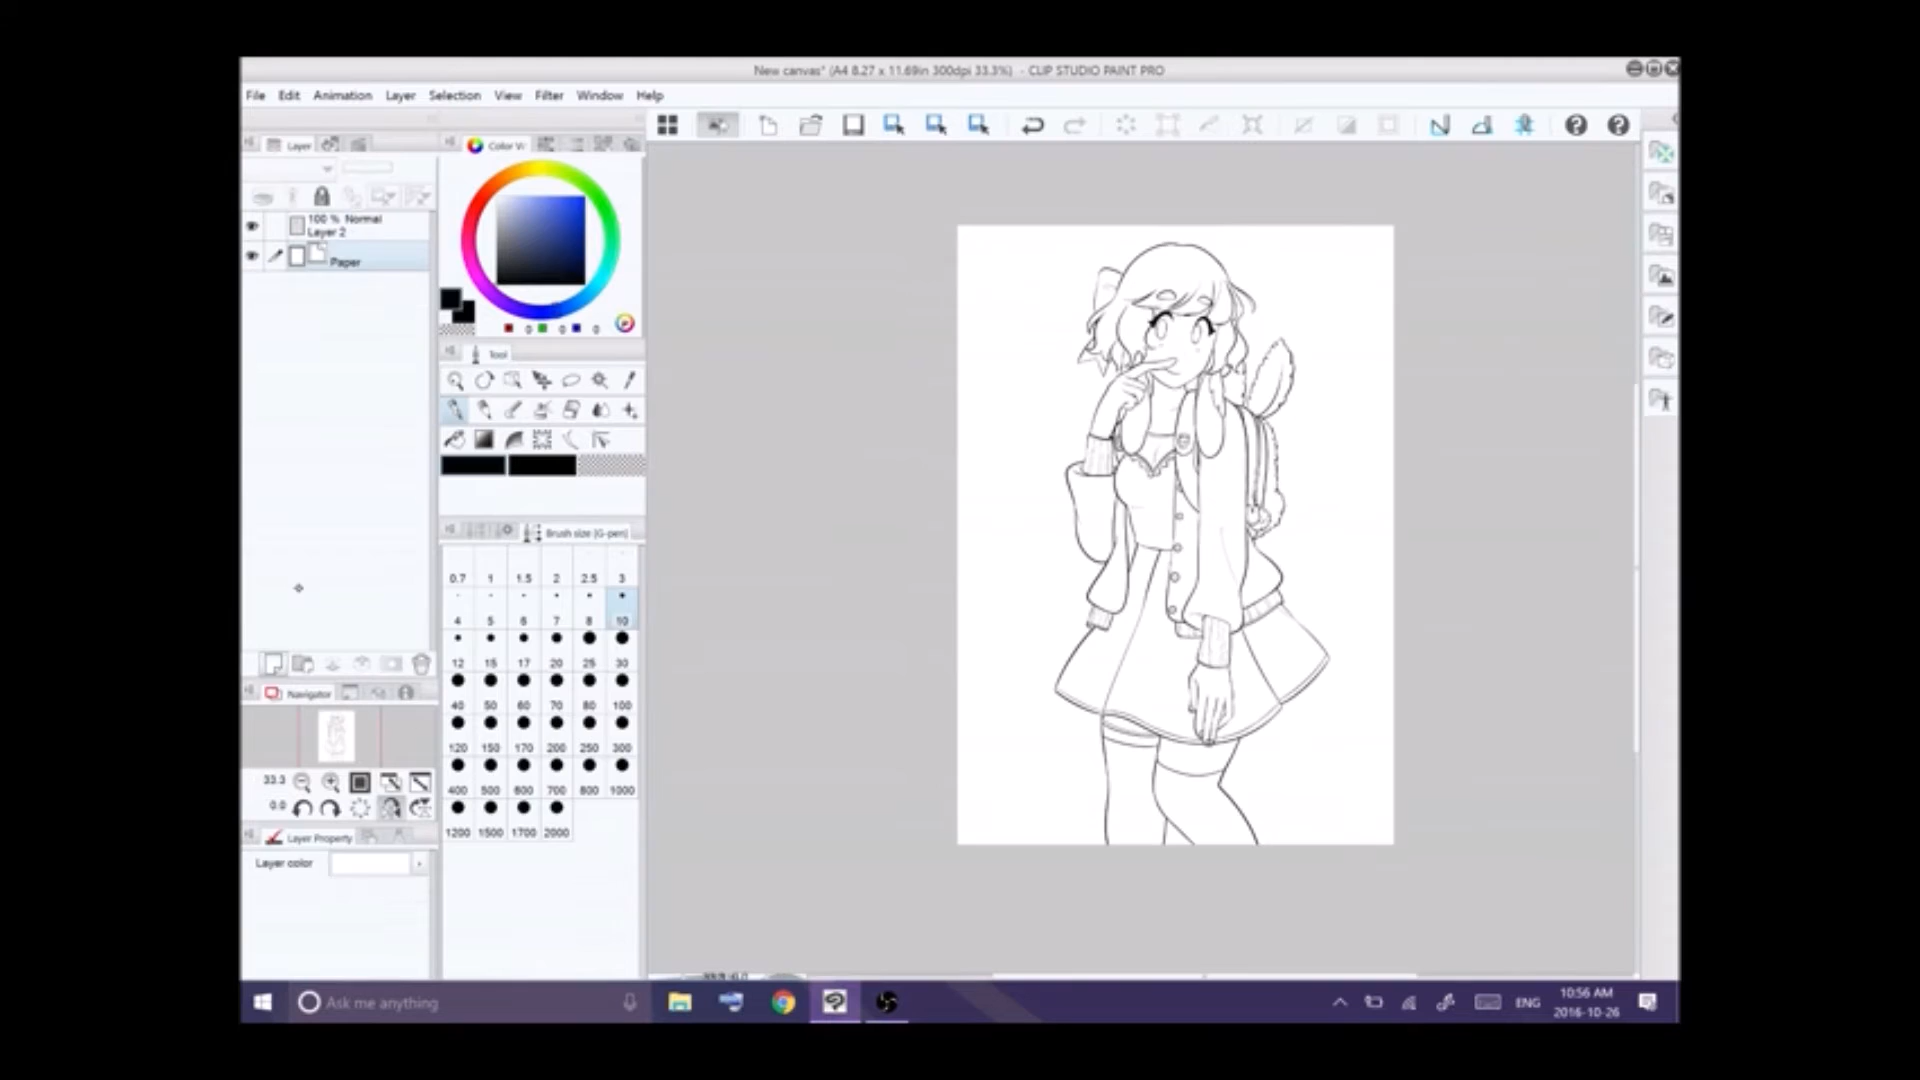 New canvas* (A4 8.27 x 11.69in 300dpi 33.3%) - CLIP STUDIO PAINT PRO
File Edit Animation Layer Selection View Filter Window Help
Layer
100 % Normal
Layer 2
Paper
Color
0 0 0
Tool
Brush size [G-pen]
0.7 1 1.5 2 2.5 3
4 5 6 7 8 10
12 15 17 20 25 30
40 50 60 70 80 100
120 150 170 200 250 300
400 500 600 700 800 1000
1200 1500 1700 2000
Navigator
33.3
0.0
Layer Property
Layer color
Ask me anything
ENG
10:56 AM
2016-10-26